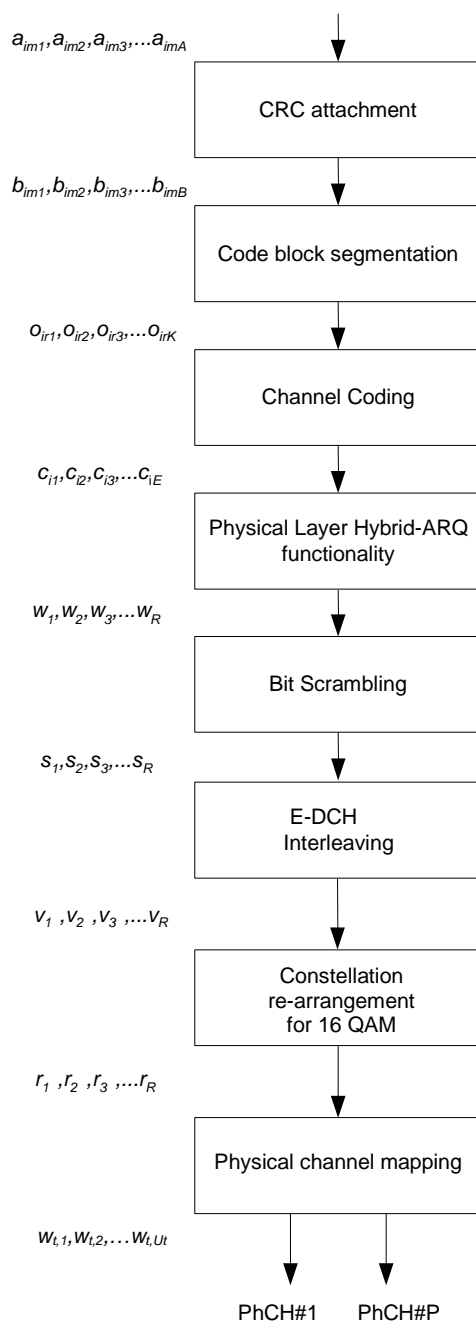 a_im1,a_im2,a_im3,...a_imA
CRC attachment
b_im1,b_im2,b_im3,...b_imB
Code block segmentation
o_ir1,o_ir2,o_ir3,...o_irK
Channel Coding
c_i1,c_i2,c_i3,...c_iE
Physical Layer Hybrid-ARQ
functionality
w_1,w_2,w_3,...w_R
Bit Scrambling
s_1,s_2,s_3,...s_R
E-DCH
Interleaving
v_1 ,v_2 ,v_3 ,...v_R
Constellation
re-arrangement
for 16 QAM
r_1 ,r_2 ,r_3 ,...r_R
Physical channel mapping
w_t,1,w_t,2,...w_t,Ut
PhCH#1 PhCH#P